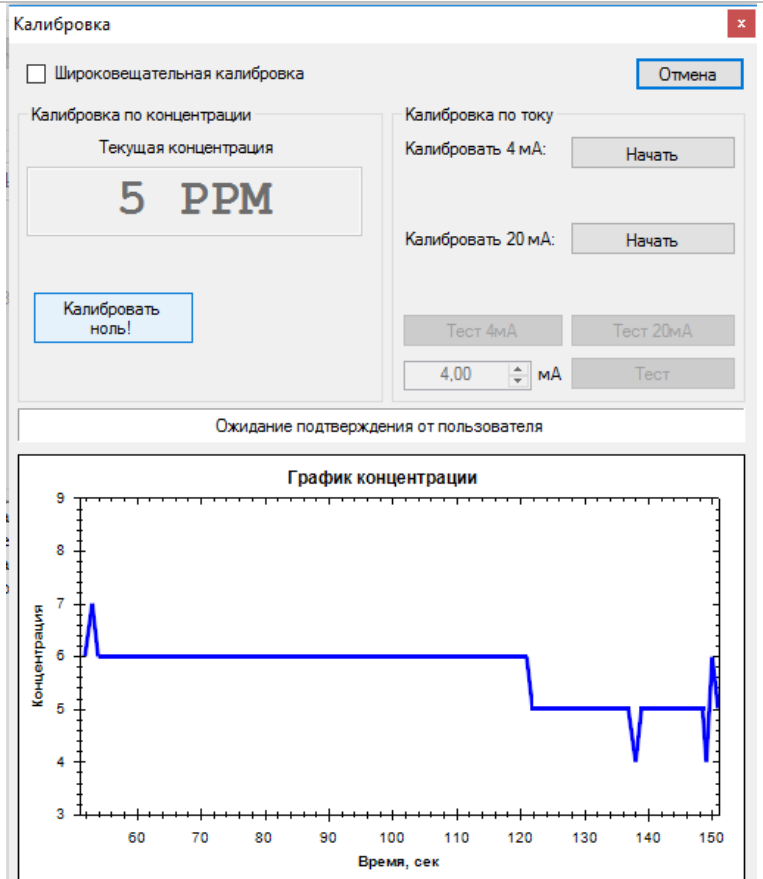 Калибровка
x
Широковещательная калибровка
Отмена
Калибровка по концентрации
Текущая концентрация
5 PPM
Калибровать
ноль!
Калибровка по току
Калибровать 4 мА:
Начать
Калибровать 20 мА:
Начать
Тест 4мА
Тест 20мА
4,00
мА
Тест
Ожидание подтверждения от пользователя
График концентрации
Концентрация
9
8
7
6
5
4
3
60 70 80 90 100 110 120 130 140 150
Время, сек